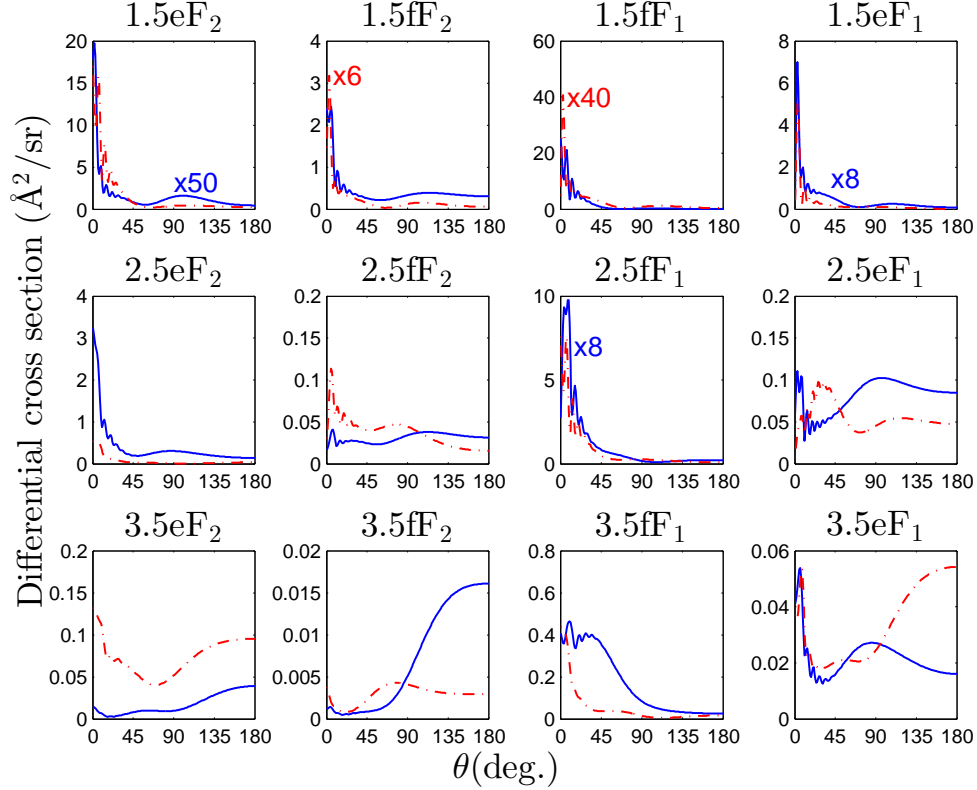 1.5eF₂ 1.5fF₂ 1.5fF₁ 1.5eF₁
20 15 10 5 0
x50
0 45 90 135 180
4 3 2 1 0
x6
0 45 90 135 180
60 40 20 0
x40
0 45 90 135 180
8 6 4 2 0
x8
0 45 90 135 180
Differential cross section (Å²/sr)
2.5eF₂ 2.5fF₂ 2.5fF₁ 2.5eF₁
4 3 2 1 0
0 45 90 135 180
0.2 0.15 0.1 0.05 0
0 45 90 135 180
10 5 0
x8
0 45 90 135 180
0.2 0.15 0.1 0.05 0
0 45 90 135 180
3.5eF₂ 3.5fF₂ 3.5fF₁ 3.5eF₁
0.2 0.15 0.1 0.05 0
0 45 90 135 180
0.02 0.015 0.01 0.005 0
0 45 90 135 180
0.8 0.6 0.4 0.2 0
0 45 90 135 180
0.06 0.04 0.02 0
0 45 90 135 180
θ(deg.)